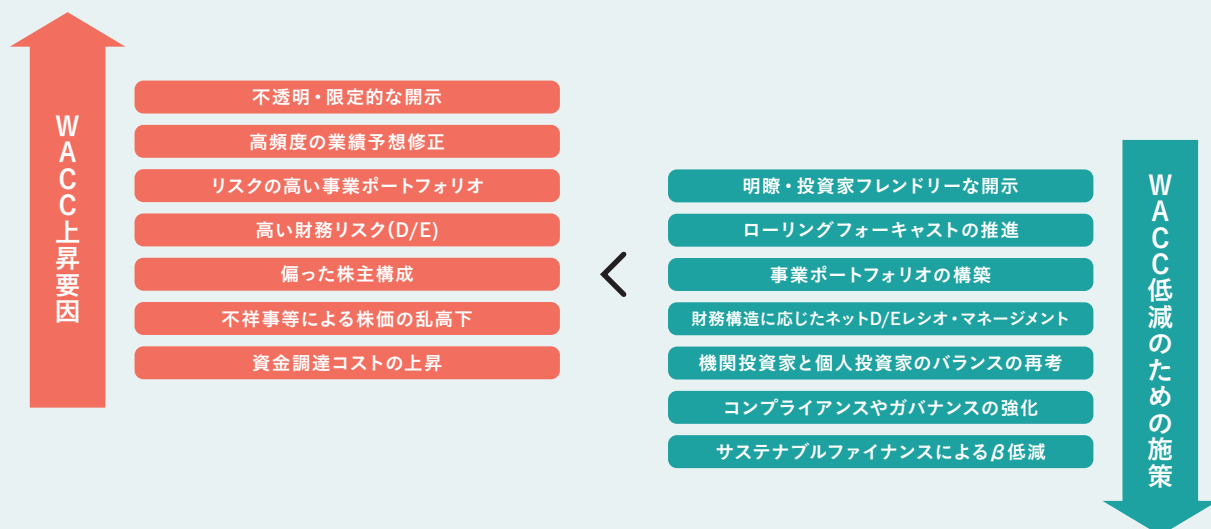 WACC上昇要因
不透明・限定的な開示
高頻度の業績予想修正
リスクの高い事業ポートフォリオ
高い財務リスク(D/E)
偏った株主構成
不祥事等による株価の乱高下
資金調達コストの上昇
<
明瞭・投資家フレンドリーな開示
ローリングフォーキャストの推進
事業ポートフォリオの構築
財務構造に応じたネットD/Eレシオ・マネージメント
機関投資家と個人投資家のバランスの再考
コンプライアンスやガバナンスの強化
サステナブルファイナンスによるβ低減
WACC低減のための施策